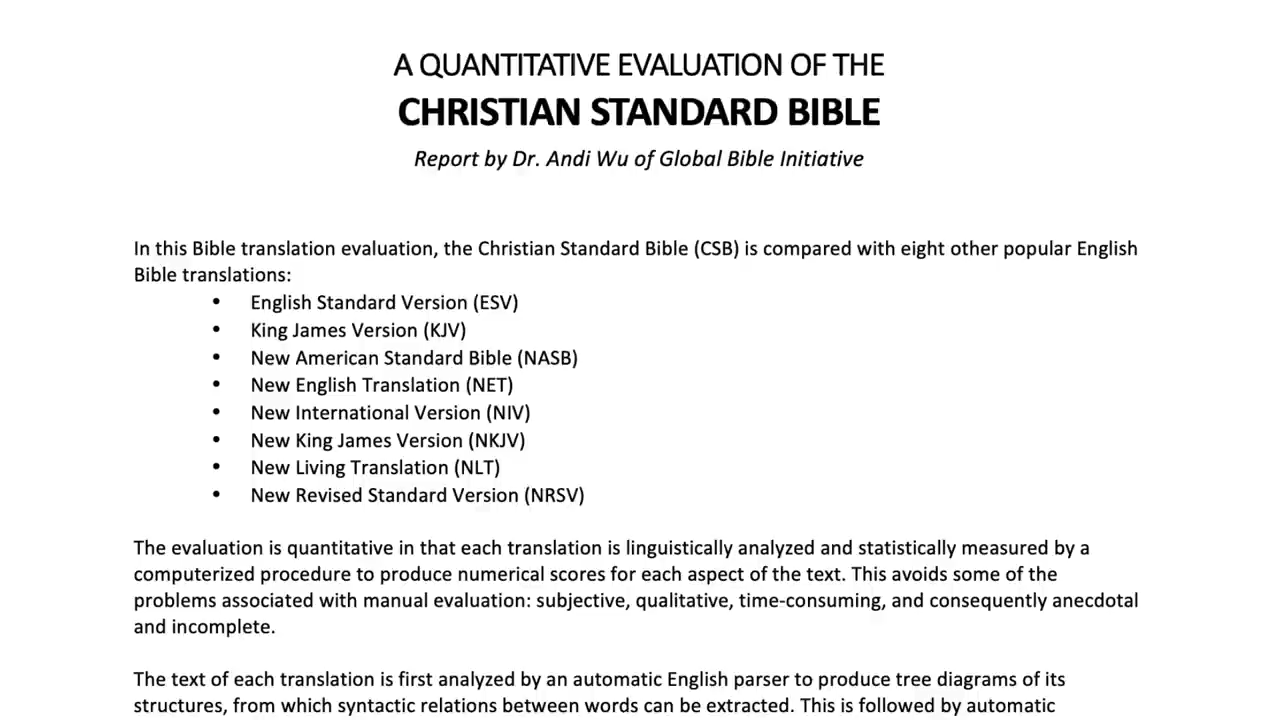 A QUANTITATIVE EVALUATION OF THE
CHRISTIAN STANDARD BIBLE
Report by Dr. Andi Wu of Global Bible Initiative
In this Bible translation evaluation, the Christian Standard Bible (CSB) is compared with eight other popular English
Bible translations:
• English Standard Version (ESV)
• King James Version (KJV)
• New American Standard Bible (NASB)
• New English Translation (NET)
• New International Version (NIV)
• New King James Version (NKJV)
• New Living Translation (NLT)
• New Revised Standard Version (NRSV)
The evaluation is quantitative in that each translation is linguistically analyzed and statistically measured by a
computerized procedure to produce numerical scores for each aspect of the text. This avoids some of the
problems associated with manual evaluation: subjective, qualitative, time-consuming, and consequently anecdotal
and incomplete.
The text of each translation is first analyzed by an automatic English parser to produce tree diagrams of its
structures, from which syntactic relations between words can be extracted. This is followed by automatic